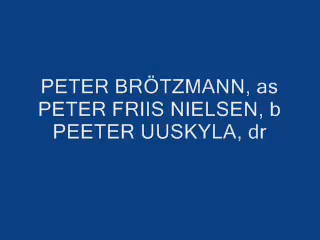 PETER BRÖTZMANN, as
PETER FRIIS NIELSEN, b
PEETER UUSKYLA, dr